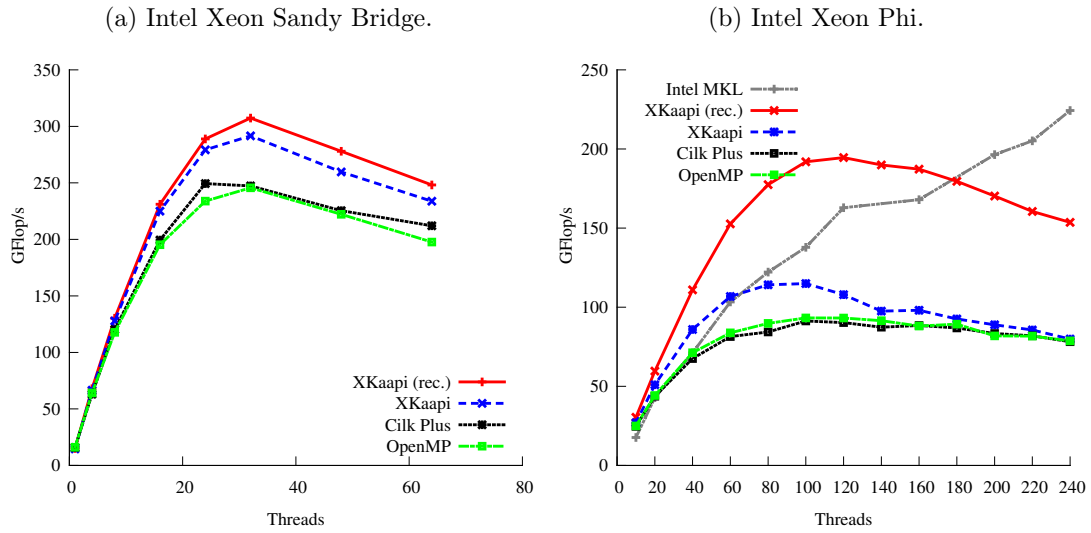 (a) Intel Xeon Sandy Bridge.
GFlop/s
350
300
250
200
150
100
50
0
0 20 40 60 80
Threads
XKaapi (rec.)
XKaapi
Cilk Plus
OpenMP
(b) Intel Xeon Phi.
GFlop/s
250
200
150
100
50
0
0 20 40 60 80 100 120 140 160 180 200 220 240
Threads
Intel MKL
XKaapi (rec.)
XKaapi
Cilk Plus
OpenMP